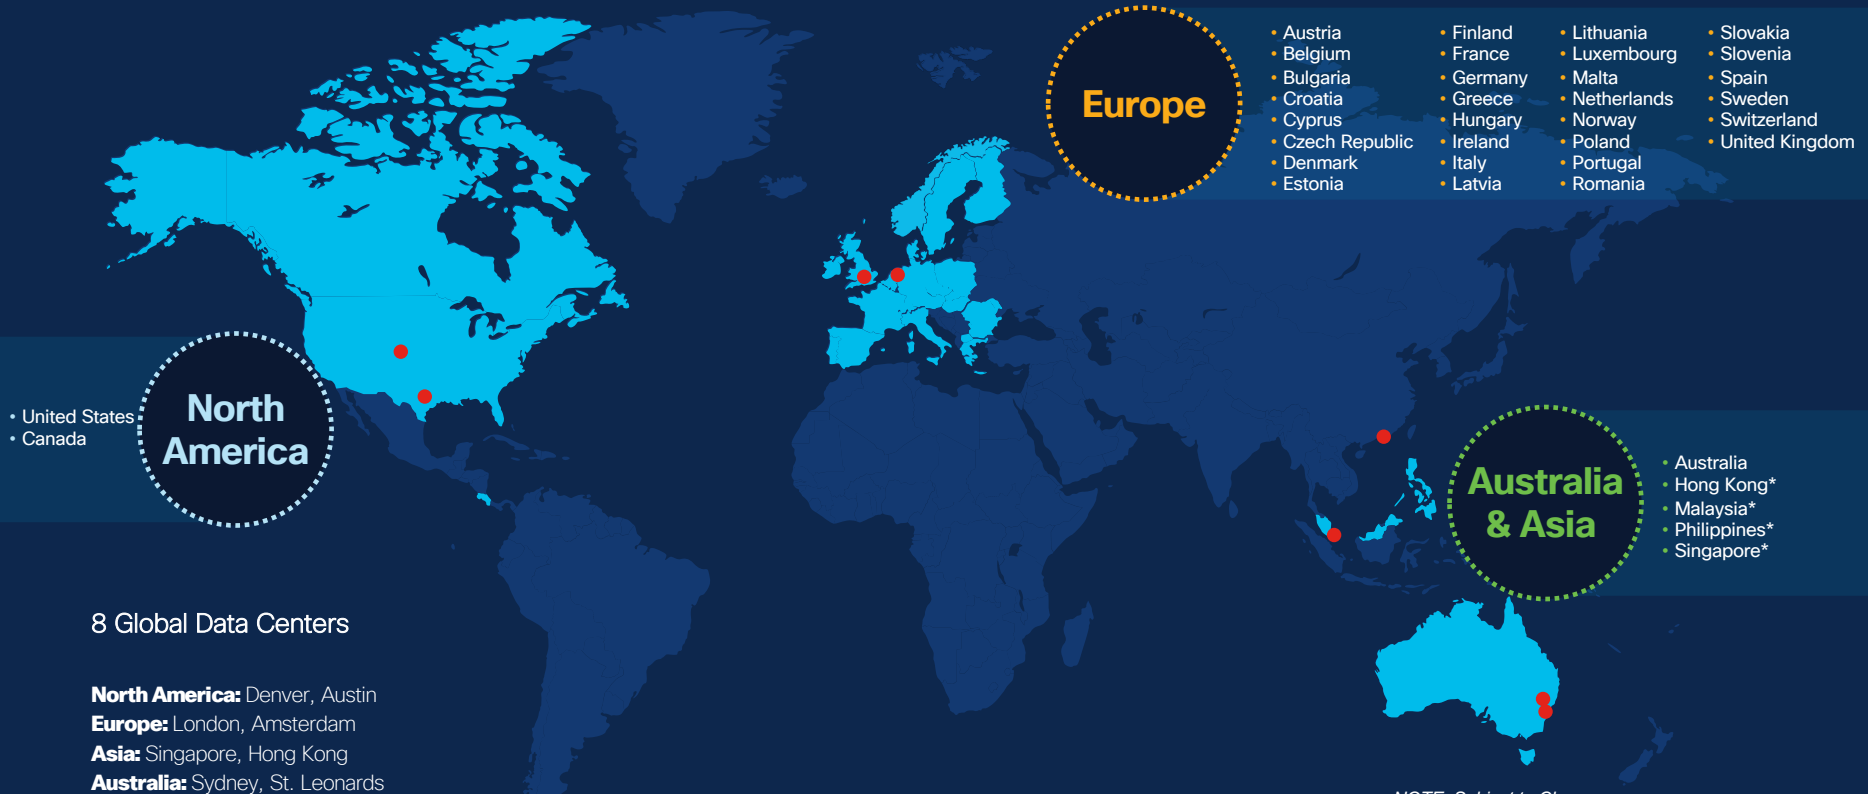 Europe
• Austria
• Belgium
• Bulgaria
• Croatia
• Cyprus
• Czech Republic
• Denmark
• Estonia
• Finland
• France
• Germany
• Greece
• Hungary
• Ireland
• Italy
• Latvia
• Lithuania
• Luxembourg
• Malta
• Netherlands
• Norway
• Poland
• Portugal
• Romania
• Slovakia
• Slovenia
• Spain
• Sweden
• Switzerland
• United Kingdom
• United States
• Canada
North
America
Australia
& Asia
• Australia
• Hong Kong*
• Malaysia*
• Philippines*
• Singapore*
8 Global Data Centers
North America: Denver, Austin
Europe: London, Amsterdam
Asia: Singapore, Hong Kong
Australia: Sydney, St. Leonards
NOTE: Subject to